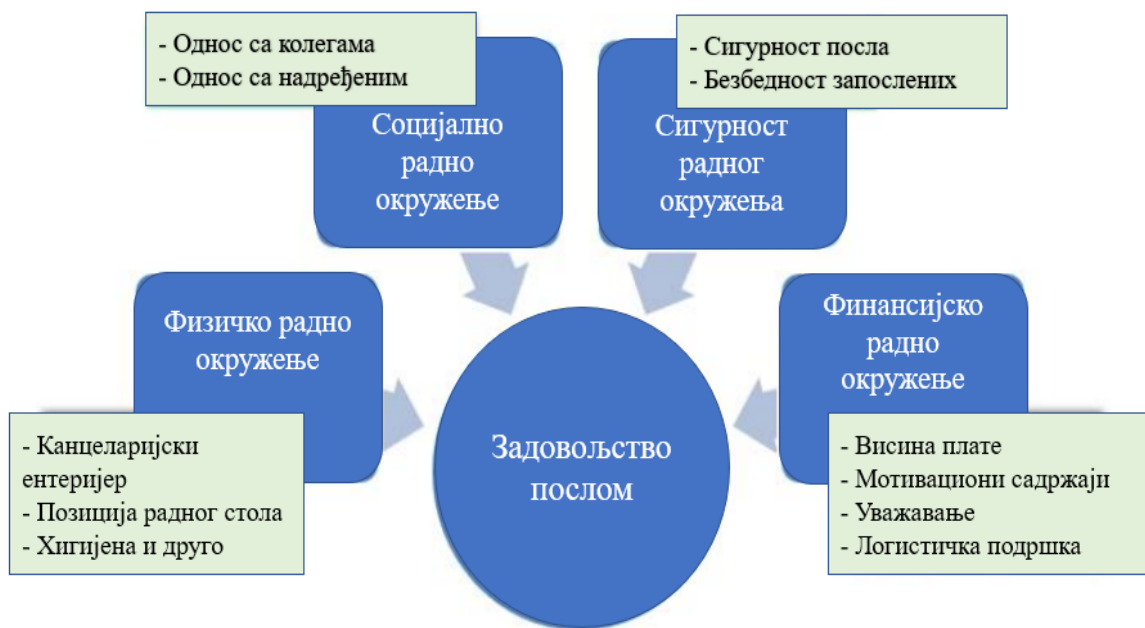 - Однос са колегама
- Однос са надређеним
Социјално
радно
окружење
- Сигурност посла
- Безбедност запослених
Сигурност
радног
окружења
Физичко радно
окружење
- Канцеларијски
ентеријер
- Позиција радног стола
- Хигијена и друго
Задовољство
послом
Финансијско
радно
окружење
- Висина плате
- Мотивациони садржаји
- Уважавање
- Логистичка подршка